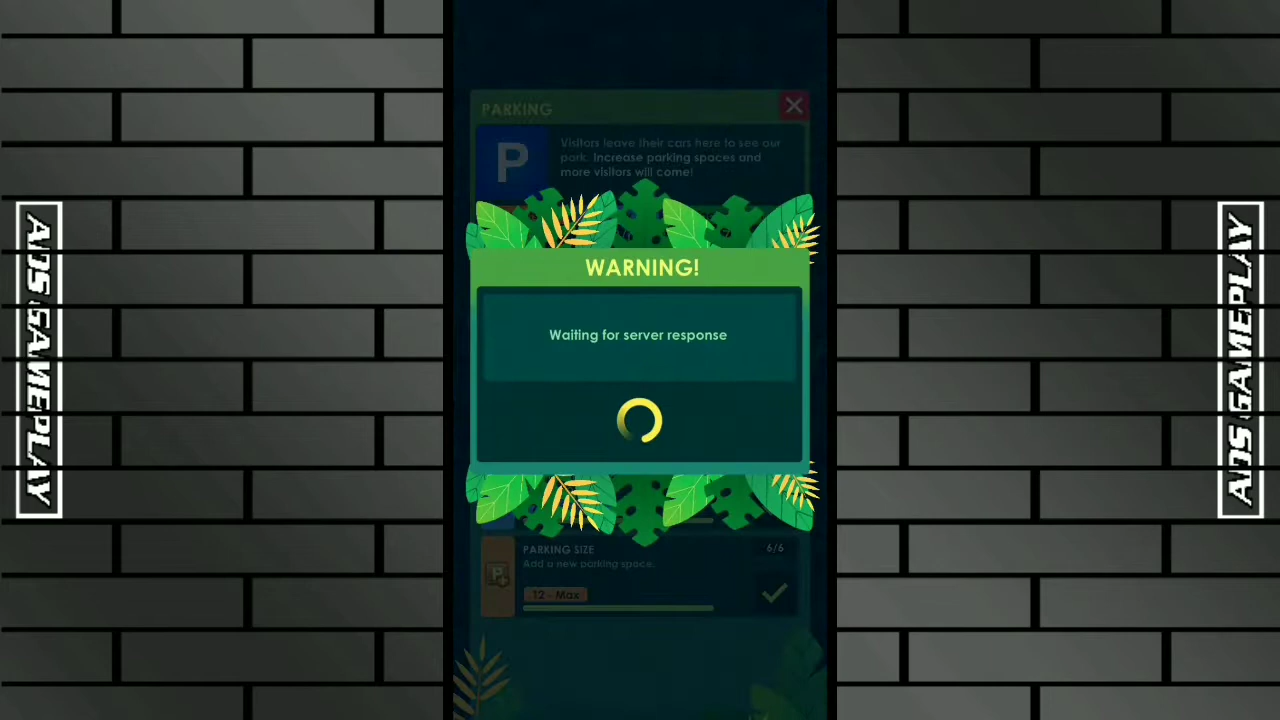 PARKING
P
Visitors leave their cars here to see our
park. Increase parking spaces and
more visitors will come!
WARNING!
Waiting for server response
PARKING SIZE
6/6
Add a new parking space.
P
12 - Max
ADS GAMEPLAY
ADS GAMEPLAY